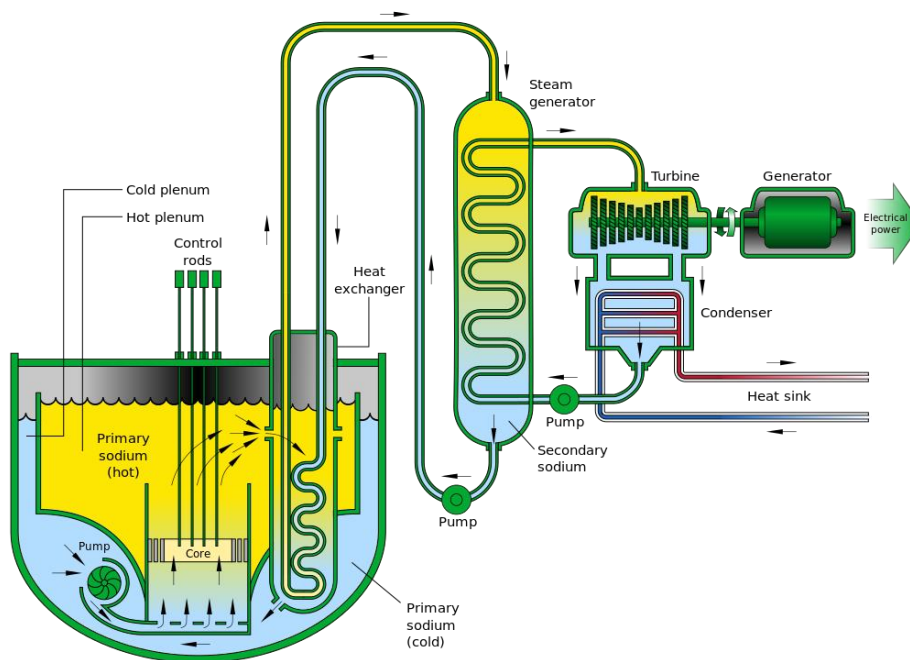 Steam
generator
Cold plenum
Hot plenum
Control
rods
Heat
exchanger
Turbine
Generator
Electrical
power
Condenser
Heat sink
Pump
Secondary
sodium
Pump
Primary sodium
(hot)
Core
Pump
Primary
sodium
(cold)